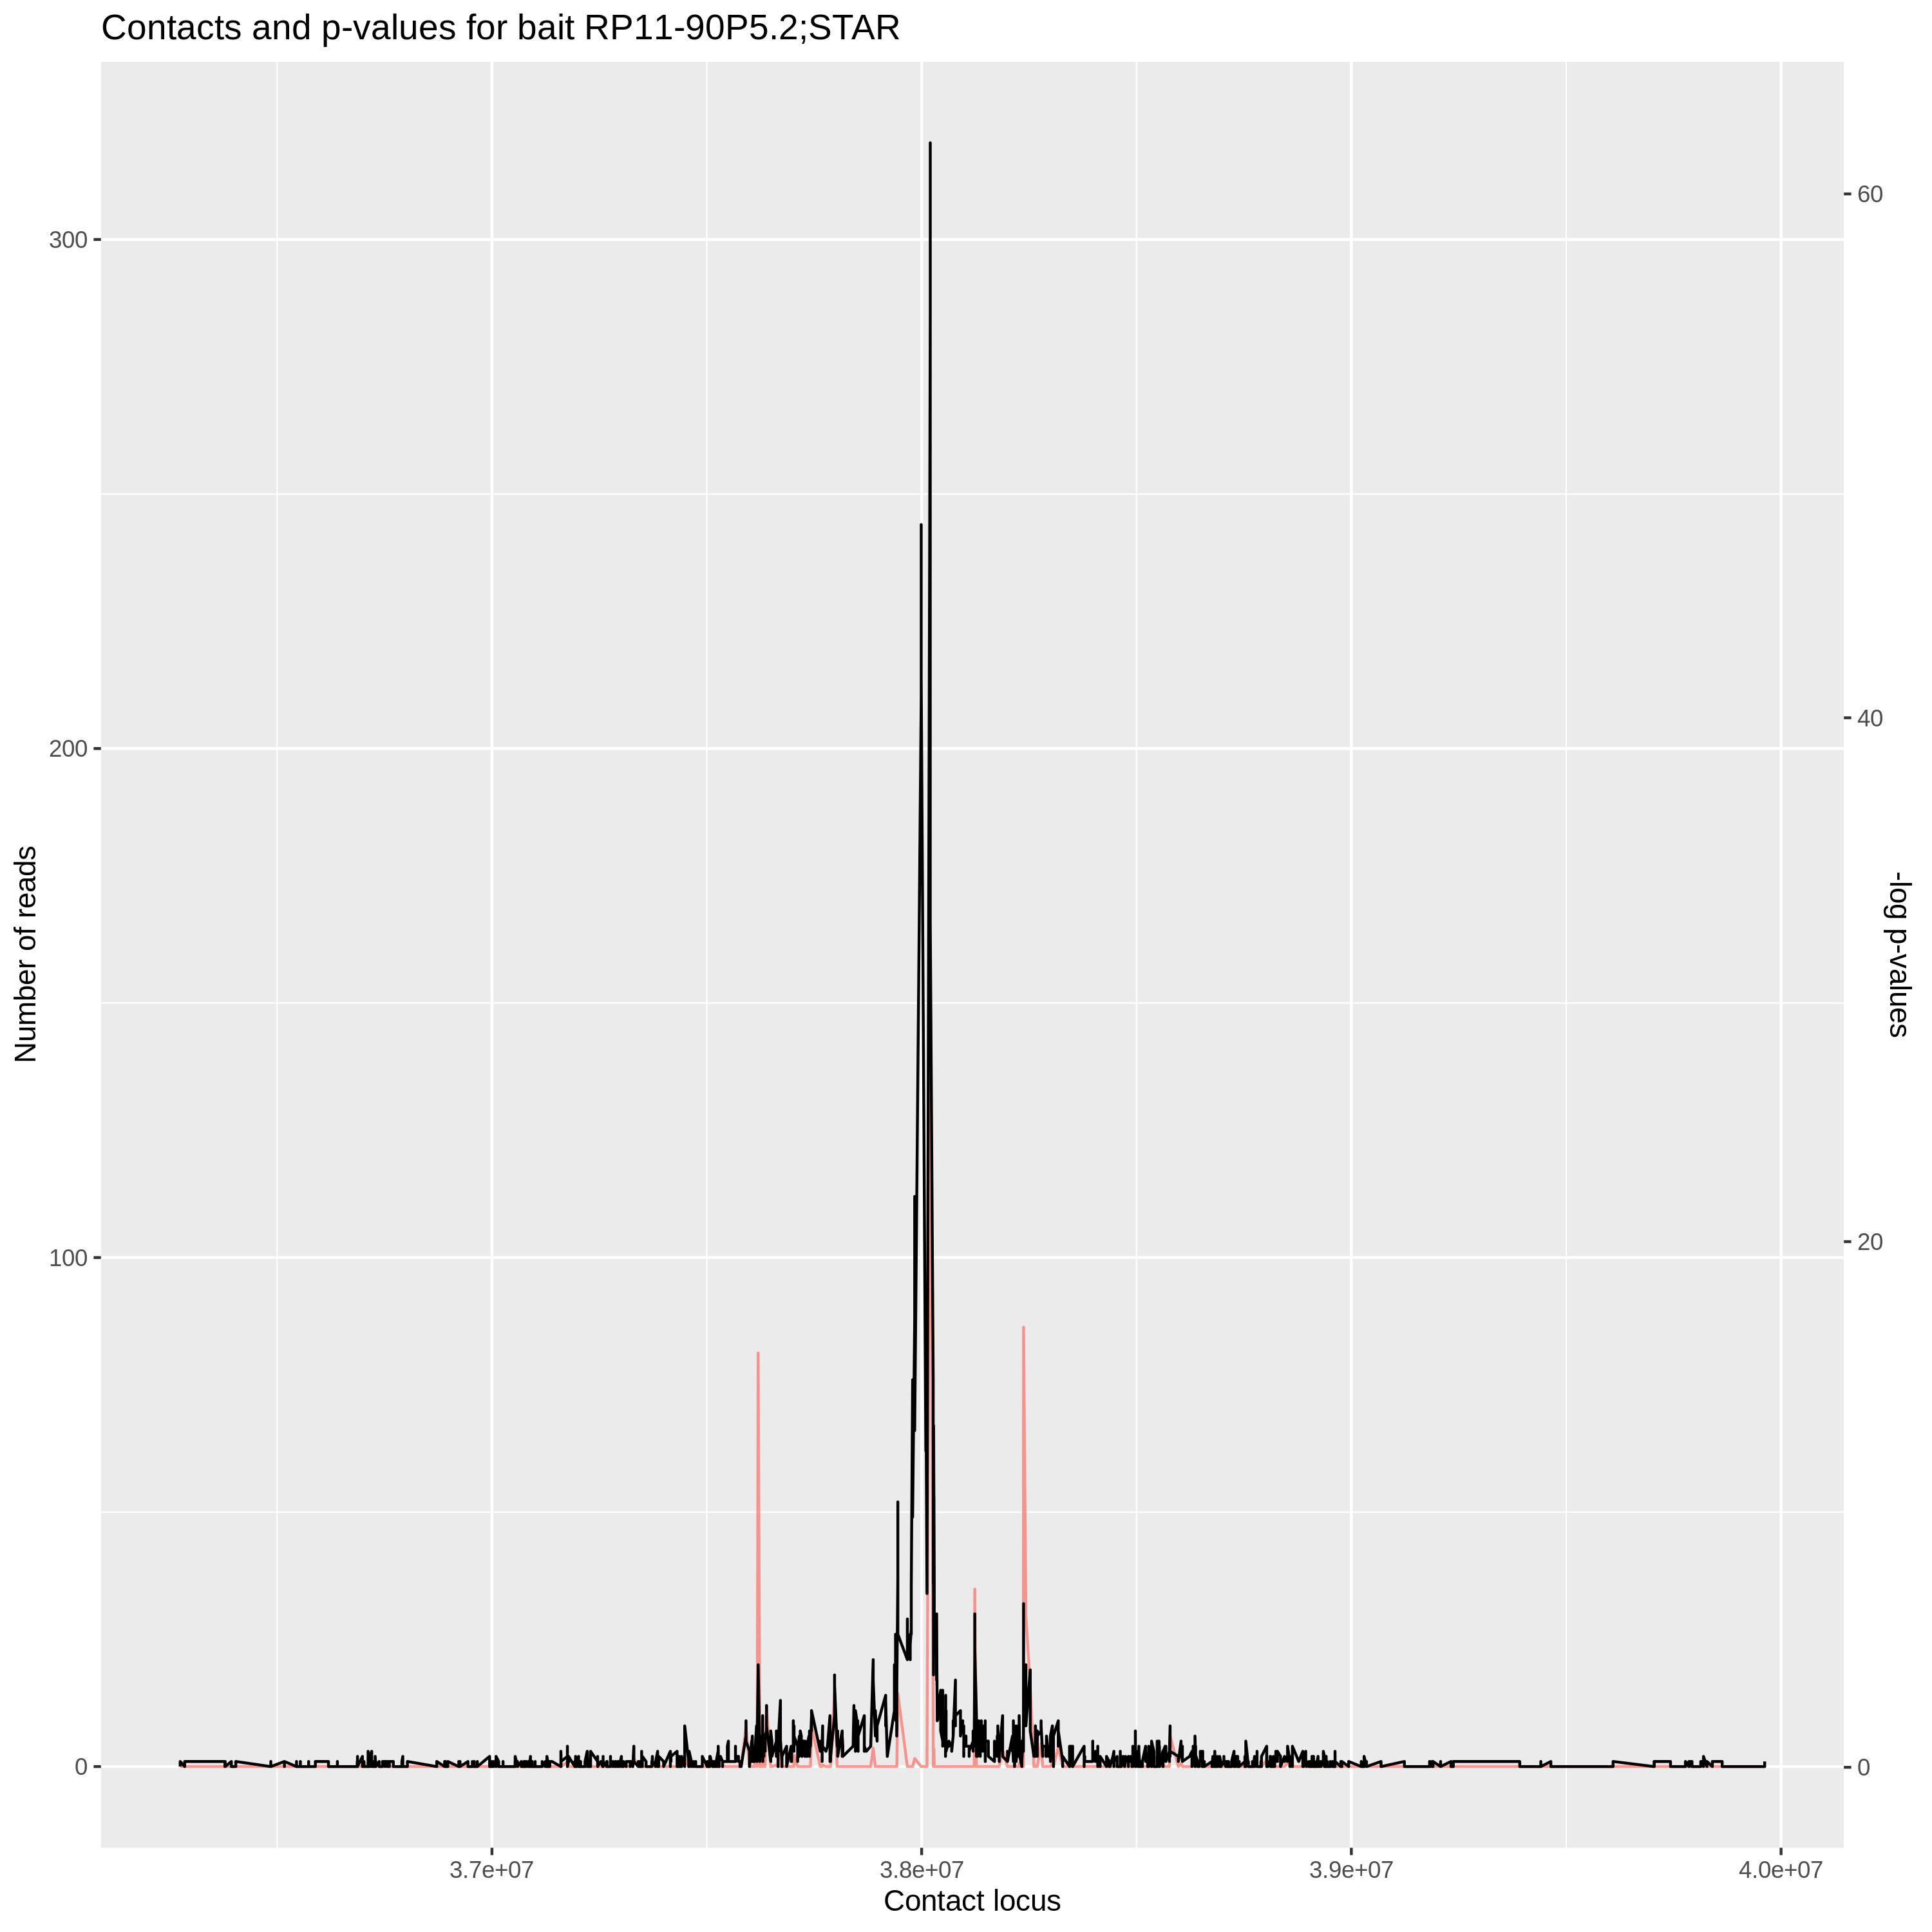 Contacts and p-values for bait RP11-90P5.2;STAR
300
200
100
0
60
40
20
0
Number of reads
-log p-values
3.7e+07
3.8e+07
3.9e+07
4.0e+07
Contact locus